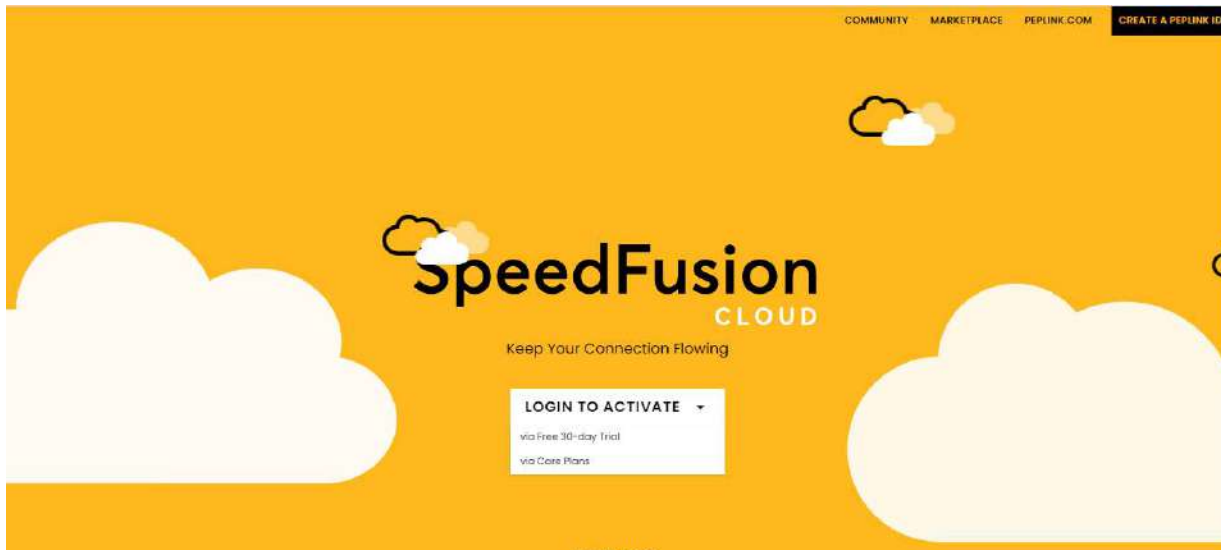 COMMUNITY MARKETPLACE PEPLINK.COM CREATE A PEPLINK ID
SpeedFusion
CLOUD
Keep Your Connection Flowing
LOGIN TO ACTIVATE
via Free 30-day Trial
via Core Plans